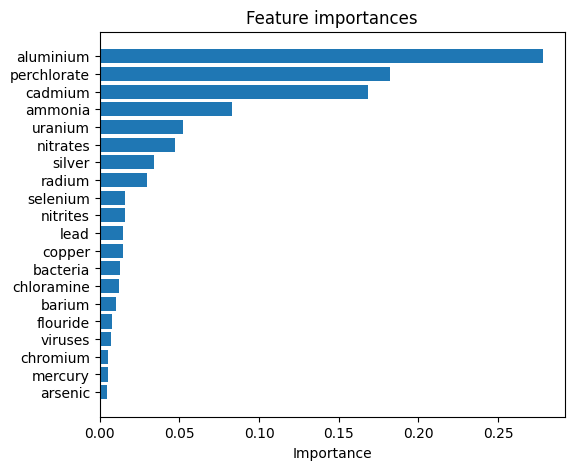 Feature importances
aluminium
perchlorate
cadmium
ammonia
uranium
nitrates
silver
radium
selenium
nitrites
lead
copper
bacteria
chloramine
barium
flouride
viruses
chromium
mercury
arsenic
0.00 0.05 0.10 0.15 0.20 0.25
Importance